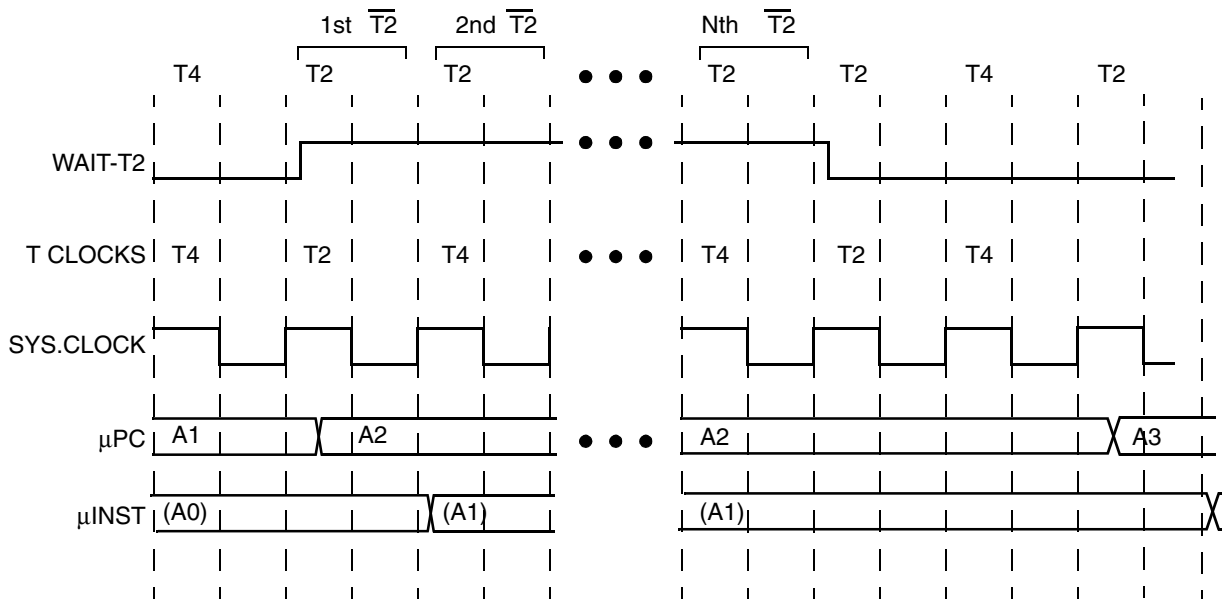 1st T2 2nd T2 Nth T2
T4 T2 T2 T2 T2 T4 T2
WAIT-T2
T CLOCKS T4 T2 T4 T4 T2 T4
SYS.CLOCK
μPC A1 A2 A2 A3
μINST (A0) (A1) (A1)